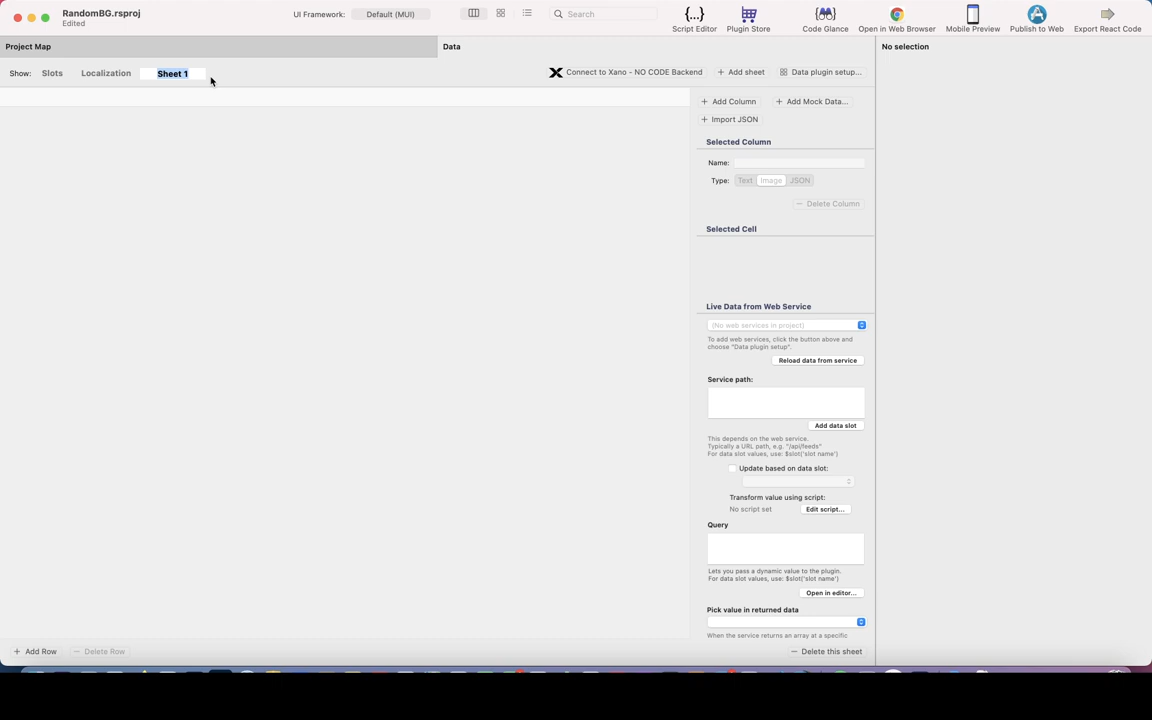 RandomBG.rsproj
Edited
UI Framework: Default (MUI)
Search
{...}
Script Editor
Plugin Store
Code Glance
Open in Web Browser
Mobile Preview
Publish to Web
Export React Code
Project Map
Data
No selection
Show: Slots Localization Sheet 1
Connect to Xano - NO CODE Backend
+ Add sheet
Data plugin setup...
+ Add Column
+ Add Mock Data...
+ Import JSON
Selected Column
Name:
Type: Text Image JSON
− Delete Column
Selected Cell
Live Data from Web Service
(No web services in project)
To add web services, click the button above and
choose "Data plugin setup".
Reload data from service
Service path:
Add data slot
This depends on the web service.
Typically a URL path, e.g. "/api/feeds"
For data slot values, use: $slot('slot name')
Update based on data slot:
Transform value using script:
No script set
Edit script...
Query
Lets you pass a dynamic value to the plugin.
For data slot values, use: $slot('slot name')
Open in editor...
Pick value in returned data
When the service returns an array at a specific
+ Add Row
− Delete Row
− Delete this sheet